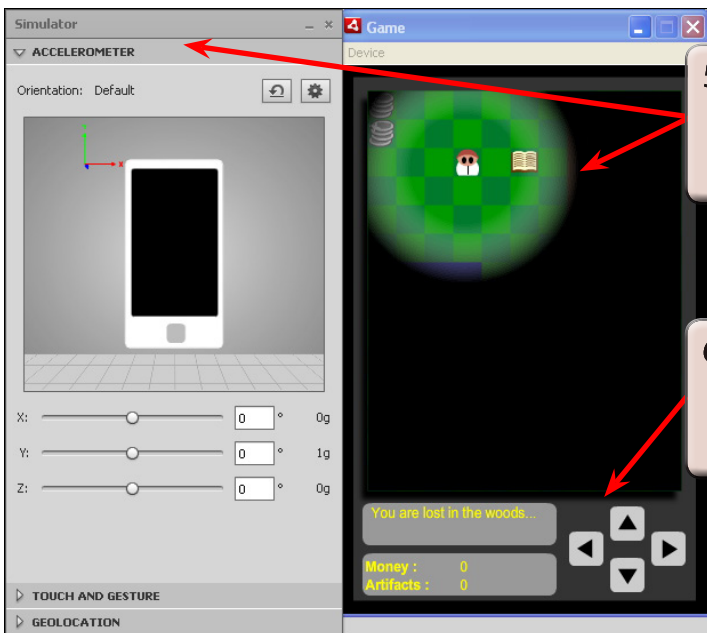 Simulator
ACCELEROMETER
Orientation: Default
X: 0 ° 0g
Y: 0 ° 1g
Z: 0 ° 0g
TOUCH AND GESTURE
GEOLOCATION
Game
Device
You are lost in the woods...
Money : 0
Artifacts : 0
x
5